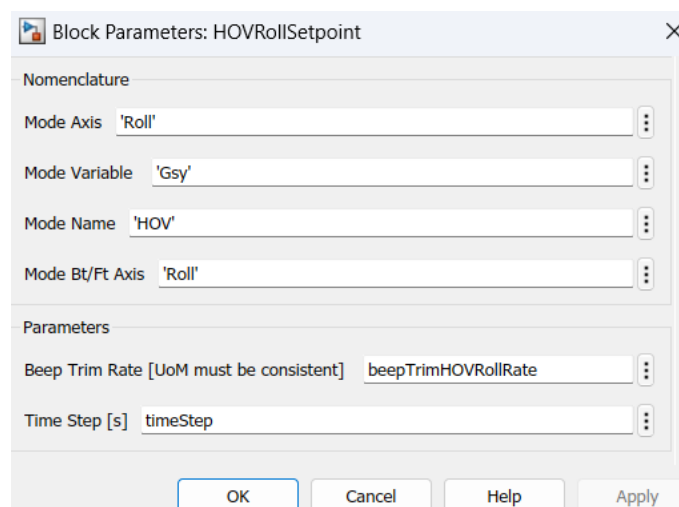 Block Parameters: HOVRollSetpoint
Nomenclature
Mode Axis 'Roll'
Mode Variable 'Gsy'
Mode Name 'HOV'
Mode Bt/Ft Axis 'Roll'
Parameters
Beep Trim Rate [UoM must be consistent] beepTrimHOVRollRate
Time Step [s] timeStep
OK Cancel Help Apply